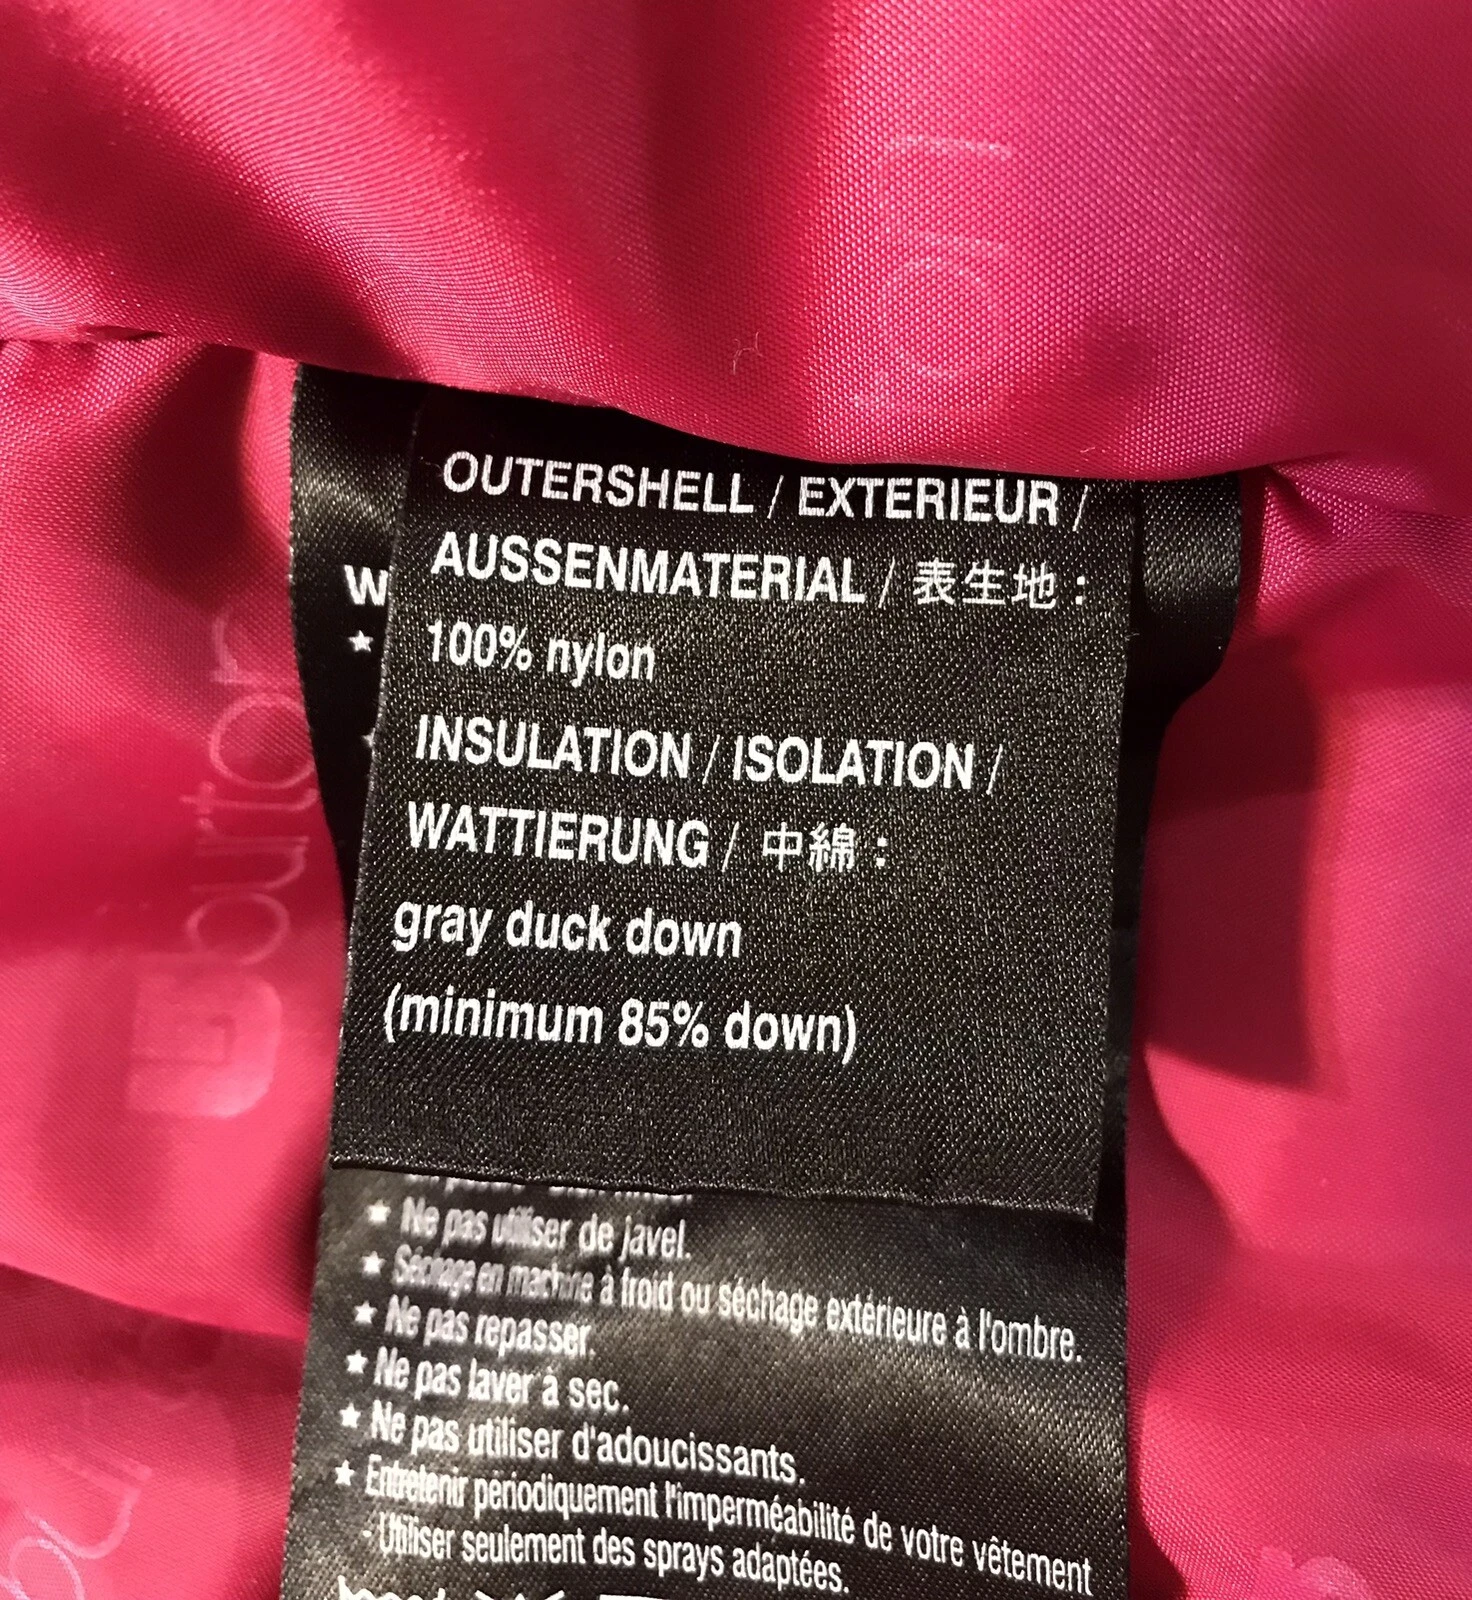 OUTERSHELL / EXTERIEUR /
AUSSENMATERIAL / 表生地 :
100% nylon
INSULATION / ISOLATION /
WATTIERUNG / 中綿 :
gray duck down
(minimum 85% down)
W
★
★ Ne pas utiliser de javel.
★ Séchage en machine à froid ou séchage extérieure à l'ombre.
★ Ne pas repasser.
★ Ne pas laver à sec.
★ Ne pas utiliser d'adoucissants.
★ Entretenir périodiquement l'imperméabilité de votre vêtement
- Utiliser seulement des sprays adaptées.
burton